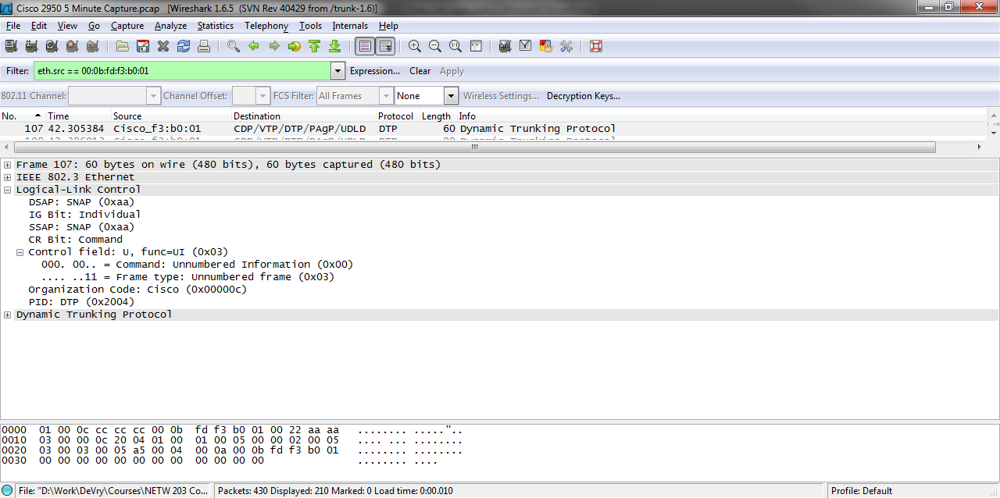 Cisco 2950 5 Minute Capture.pcap [Wireshark 1.6.5 (SVN Rev 40429 from /trunk-1.6)]
File Edit View Go Capture Analyze Statistics Telephony Tools Internals Help
Filter: eth.src == 00:0b:fd:f3:b0:01 Expression... Clear Apply
802.11 Channel: Channel Offset: FCS Filter: All Frames None Wireless Settings... Decryption Keys...
No. Time Source Destination Protocol Length Info
107 42.305384 Cisco_f3:b0:01 CDP/VTP/DTP/PAgP/UDLD DTP 60 Dynamic Trunking Protocol
Frame 107: 60 bytes on wire (480 bits), 60 bytes captured (480 bits)
IEEE 802.3 Ethernet
Logical-Link Control
DSAP: SNAP (0xaa)
IG Bit: Individual
SSAP: SNAP (0xaa)
CR Bit: Command
Control field: U, func=UI (0x03)
000. 00.. = Command: Unnumbered Information (0x00)
.... ..11 = Frame type: Unnumbered frame (0x03)
Organization Code: Cisco (0x00000c)
PID: DTP (0x2004)
Dynamic Trunking Protocol
0000 01 00 0c cc cc cc 00 0b fd f3 b0 01 00 22 aa aa ........ ....."..
0010 03 00 00 0c 20 04 01 00 01 00 05 00 00 02 00 05 .... ... ........
0020 03 00 03 00 05 a5 00 04 00 0a 00 0b fd f3 b0 01 ........ ........
0030 00 00 00 00 00 00 00 00 00 00 00 00 ........ ....
File: "D:\Work\DeVry\Courses\NETW 203 Co... Packets: 430 Displayed: 210 Marked: 0 Load time: 0:00.010 Profile: Default